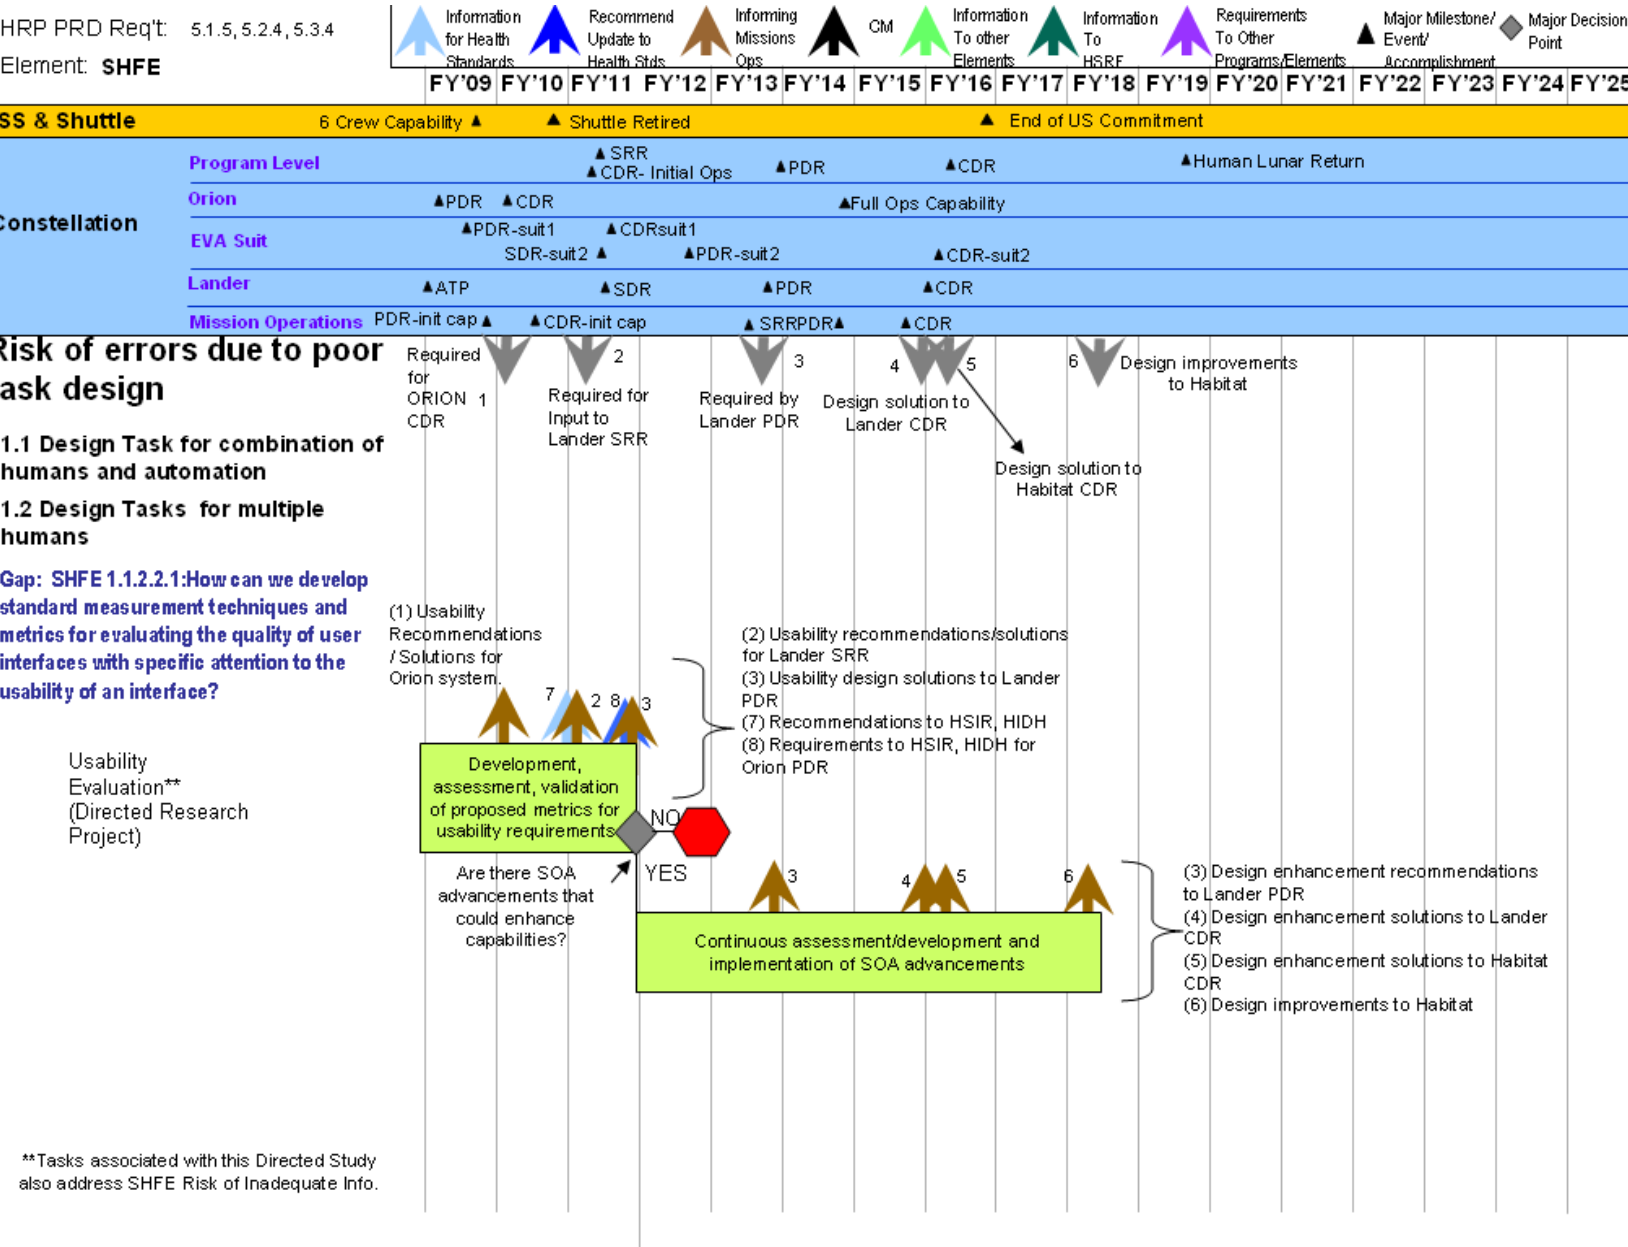 HRP PRD Req't: 5.1.5, 5.2.4, 5.3.4
Element: SHFE
Information
for Health
Standards
Recommend
Update to
Health Stds
Informing
Missions
Ops
CM
Information
To other
Elements
Information
To
HSRF
Requirements
To Other
Programs/Elements
Major Milestone/
Event/
Accomplishment
Major Decision
Point
FY'09 FY'10 FY'11 FY'12 FY'13 FY'14 FY'15 FY'16 FY'17 FY'18 FY'19 FY'20 FY'21 FY'22 FY'23 FY'24 FY'25
SS & Shuttle 6 Crew Capability Shuttle Retired End of US Commitment
Constellation
Program Level SRR
CDR- Initial Ops PDR CDR Human Lunar Return
Orion PDR CDR Full Ops Capability
EVA Suit PDR-suit1 CDRsuit1
SDR-suit2 PDR-suit2 CDR-suit2
Lander ATP SDR PDR CDR
Mission Operations PDR-init cap CDR-init cap SRR PDR CDR
Risk of errors due to poor
ask design
1.1 Design Task for combination of
humans and automation
1.2 Design Tasks for multiple
humans
Required
for
ORION 1
CDR
2
Required for
Input to
Lander SRR
3
Required by
Lander PDR
4
Design solution to
Lander CDR
5
Design solution to
Habitat CDR
6
Design improvements
to Habitat
Gap: SHFE 1.1.2.2.1:How can we develop
standard measurement techniques and
metrics for evaluating the quality of user
interfaces with specific attention to the
usability of an interface?
(1) Usability
Recommendations
/ Solutions for
Orion system.
7 2 8 3
(2) Usability recommendations/solutions
for Lander SRR
(3) Usability design solutions to Lander
PDR
(7) Recommendations to HSIR, HIDH
(8) Requirements to HSIR, HIDH for
Orion PDR
Usability
Evaluation**
(Directed Research
Project)
Development,
assessment, validation
of proposed metrics for
usability requirements
NO
YES
Are there SOA
advancements that
could enhance
capabilities?
3 4 5 6
Continuous assessment/development and
implementation of SOA advancements
(3) Design enhancement recommendations
to Lander PDR
(4) Design enhancement solutions to Lander
CDR
(5) Design enhancement solutions to Habitat
CDR
(6) Design improvements to Habitat
**Tasks associated with this Directed Study
also address SHFE Risk of Inadequate Info.